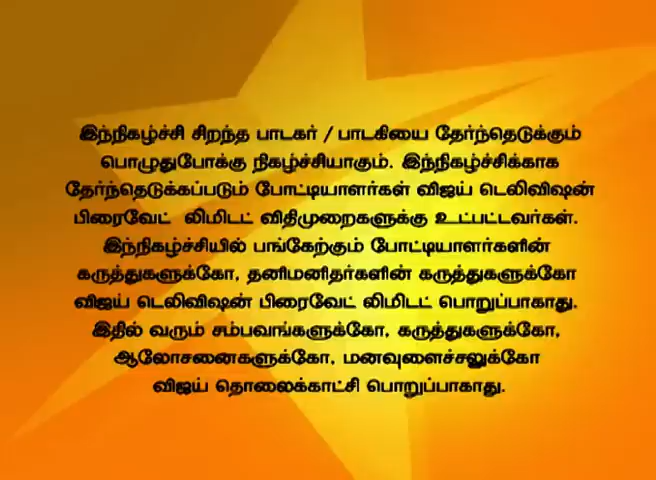 இந்நிகழ்ச்சி சிறந்த பாடகர் / பாடகியை தேர்ந்தெடுக்கும்
பொழுதுபோக்கு நிகழ்ச்சியாகும். இந்நிகழ்ச்சிக்காக
தேர்ந்தெடுக்கப்படும் போட்டியாளர்கள் விஜய் டெலிவிஷன்
பிரைவேட் லிமிடட் விதிமுறைகளுக்கு உட்பட்டவர்கள்.
இந்நிகழ்ச்சியில் பங்கேற்கும் போட்டியாளர்களின்
கருத்துகளுக்கோ, தனிமனிதர்களின் கருத்துகளுக்கோ
விஜய் டெலிவிஷன் பிரைவேட் லிமிடட் பொறுப்பாகாது.
இதில் வரும் சம்பவங்களுக்கோ, கருத்துகளுக்கோ,
ஆலோசனைகளுக்கோ, மனவுளைச்சலுக்கோ
விஜய் தொலைக்காட்சி பொறுப்பாகாது.